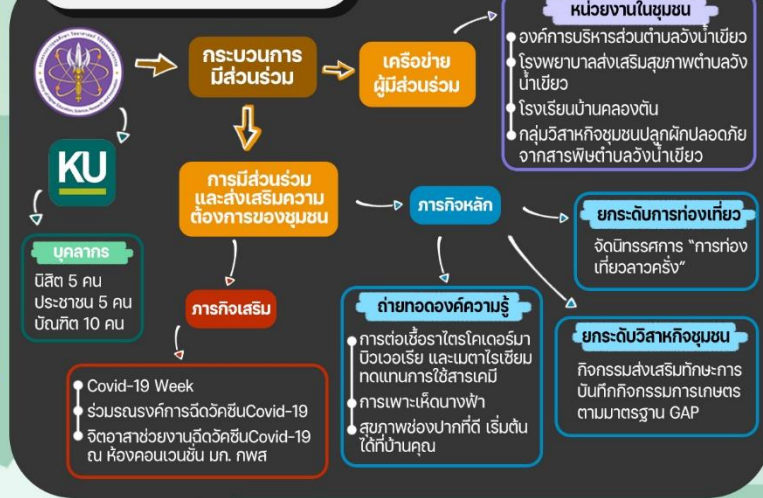 กระบวนการ
มีส่วนร่วม
เครือข่าย
ผู้มีส่วนร่วม
หน่วยงานในชุมชน
องค์การบริหารส่วนตำบลวังน้ำเขียว
โรงพยาบาลส่งเสริมสุขภาพตำบลวัง
น้ำเขียว
โรงเรียนบ้านคลองตัน
กลุ่มวิสาหกิจชุมชนปลูกผักปลอดภัย
จากสารพิษตำบลวังน้ำเขียว
KU
บุคลากร
นิสิต 5 คน
ประชาชน 5 คน
บัณฑิต 10 คน
การมีส่วนร่วม
และส่งเสริมความ
ต้องการของชุมชน
ภารกิจเสริม
Covid-19 Week
ร่วมรณรงค์การฉีดวัคซีนCovid-19
จิตอาสาช่วยงานฉีดวัคซีนCovid-19
ณ ห้องคอนเวนชั่น มก. กพส
ภารกิจหลัก
ถ่ายทอดองค์ความรู้
การต่อเชื้อราไตรโคเดอร์มา
บิวเวอเรีย และเมตาไรเซียม
ทดแทนการใช้สารเคมี
การเพาะเห็ดนางฟ้า
สุขภาพช่องปากที่ดี เริ่มต้น
ได้ที่บ้านคุณ
ยกระดับการท่องเที่ยว
จัดนิทรรศการ “การท่อง
เที่ยวลาวครั่ง”
ยกระดับวิสาหกิจชุมชน
กิจกรรมส่งเสริมทักษะการ
บันทึกกิจกรรมการเกษตร
ตามมาตรฐาน GAP